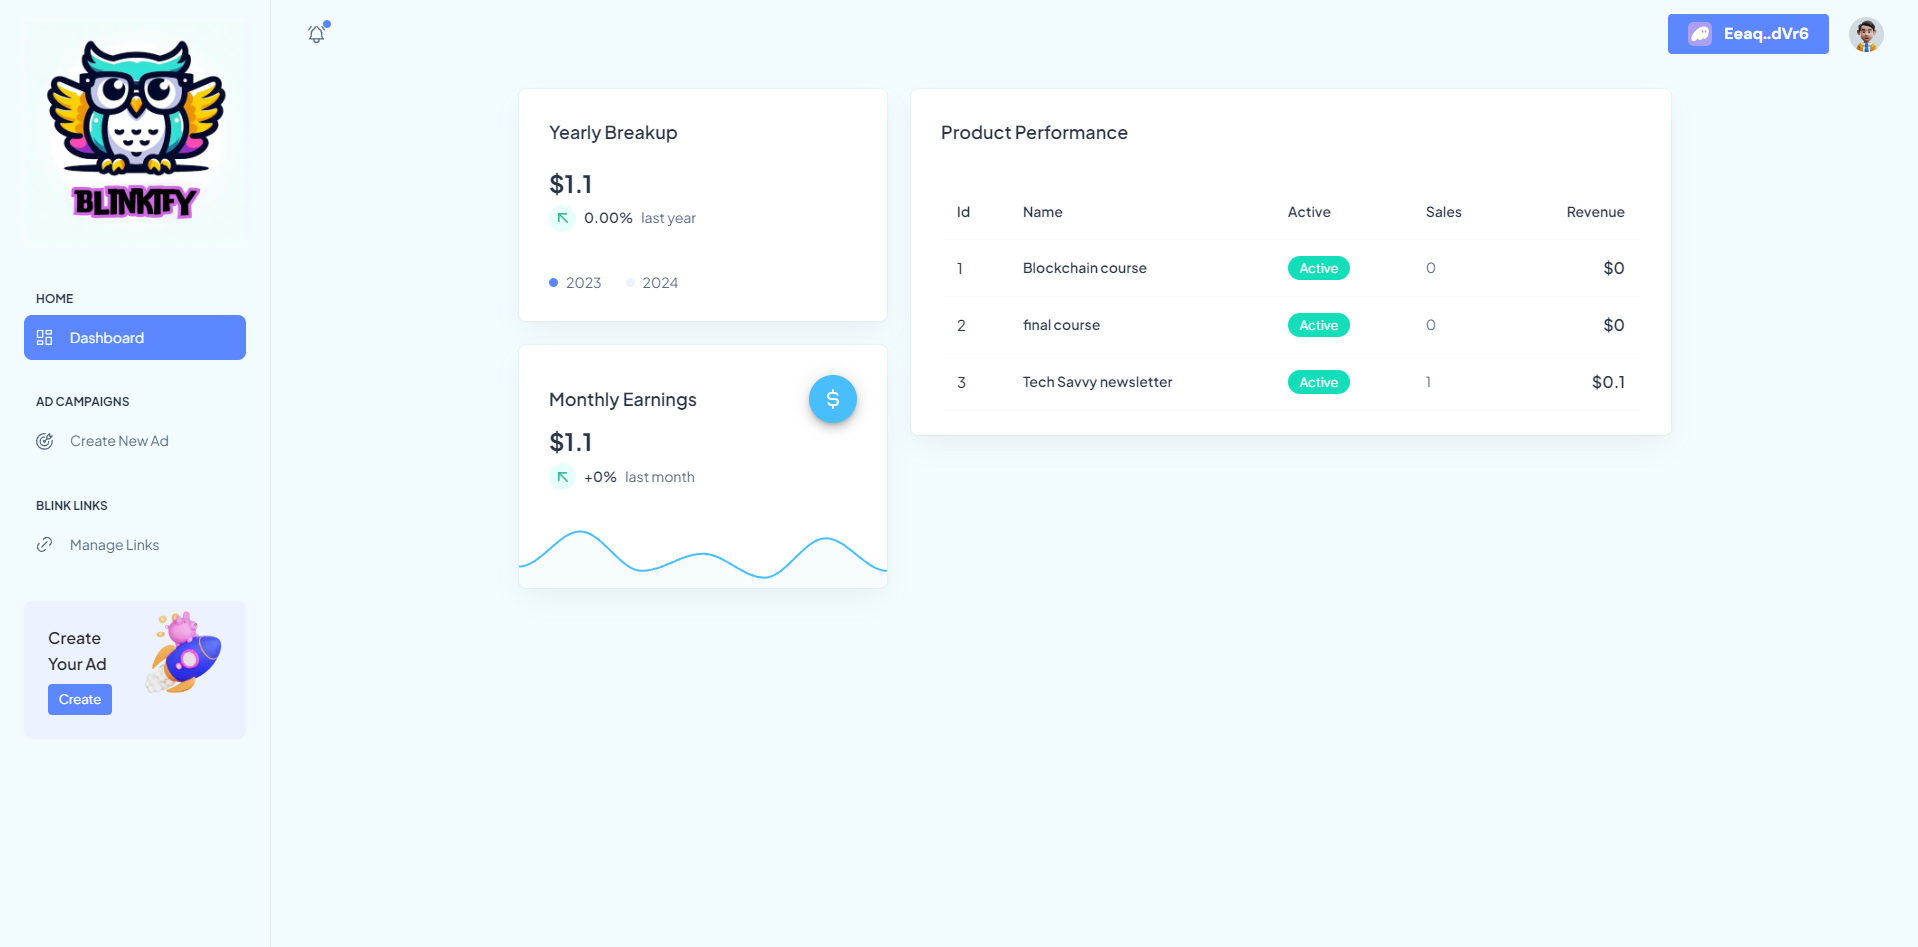 BLINKIFY
HOME
Dashboard
AD CAMPAIGNS
Create New Ad
BLINK LINKS
Manage Links
Create
Your Ad
Create
Eeaq..dVr6
Yearly Breakup
$1.1
0.00% last year
2023 2024
Monthly Earnings
$
$1.1
+0% last month
Product Performance
Id Name Active Sales Revenue
1 Blockchain course Active 0 $0
2 final course Active 0 $0
3 Tech Savvy newsletter Active 1 $0.1